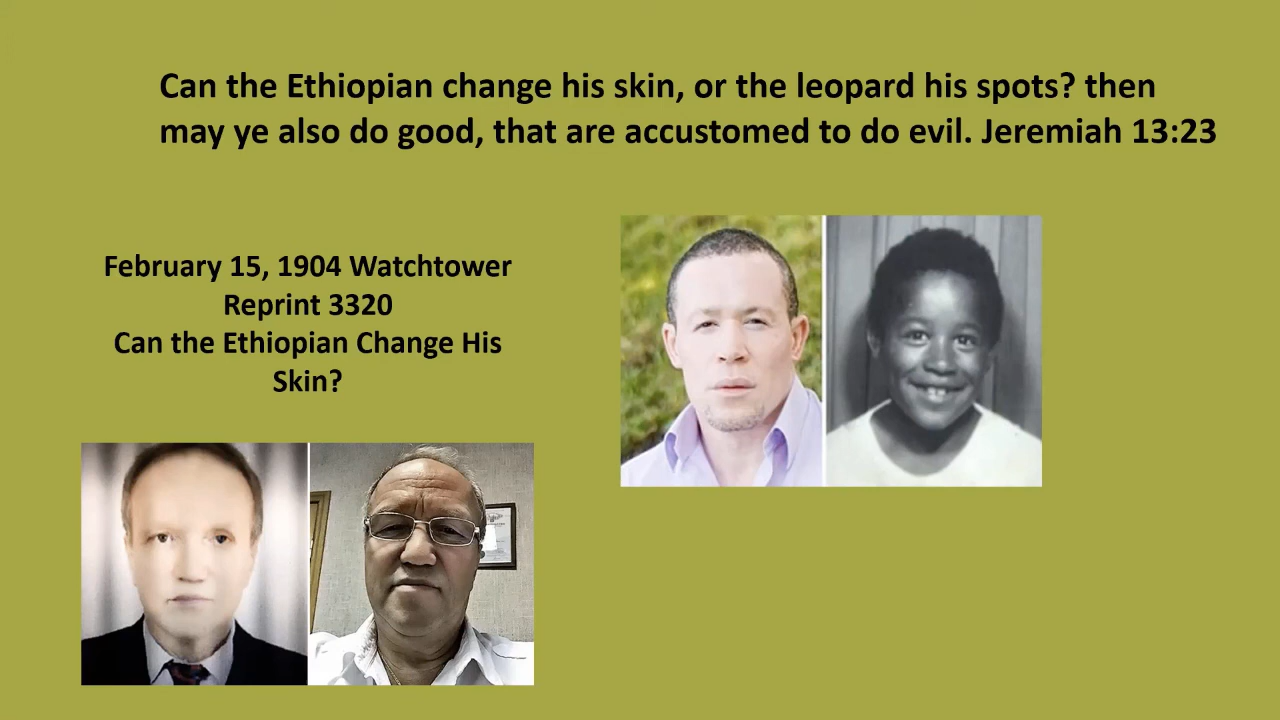 Can the Ethiopian change his skin, or the leopard his spots? then
may ye also do good, that are accustomed to do evil. Jeremiah 13:23
February 15, 1904 Watchtower
Reprint 3320
Can the Ethiopian Change His
Skin?